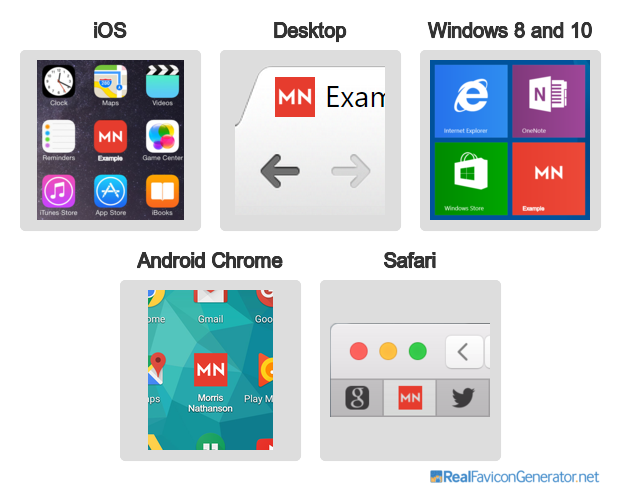 iOS
Desktop
Windows 8 and 10
Clock
Maps
Videos
MN
Exam
Internet Explorer
OneNote
Reminders
MN
Example
Game Center
iTunes Store
App Store
iBooks
Windows Store
MN
Example
Android Chrome
Safari
ome
Gmail
Goo
aps
MN
Morris
Nathanson
Play M
g
MN
RealFaviconGenerator.net